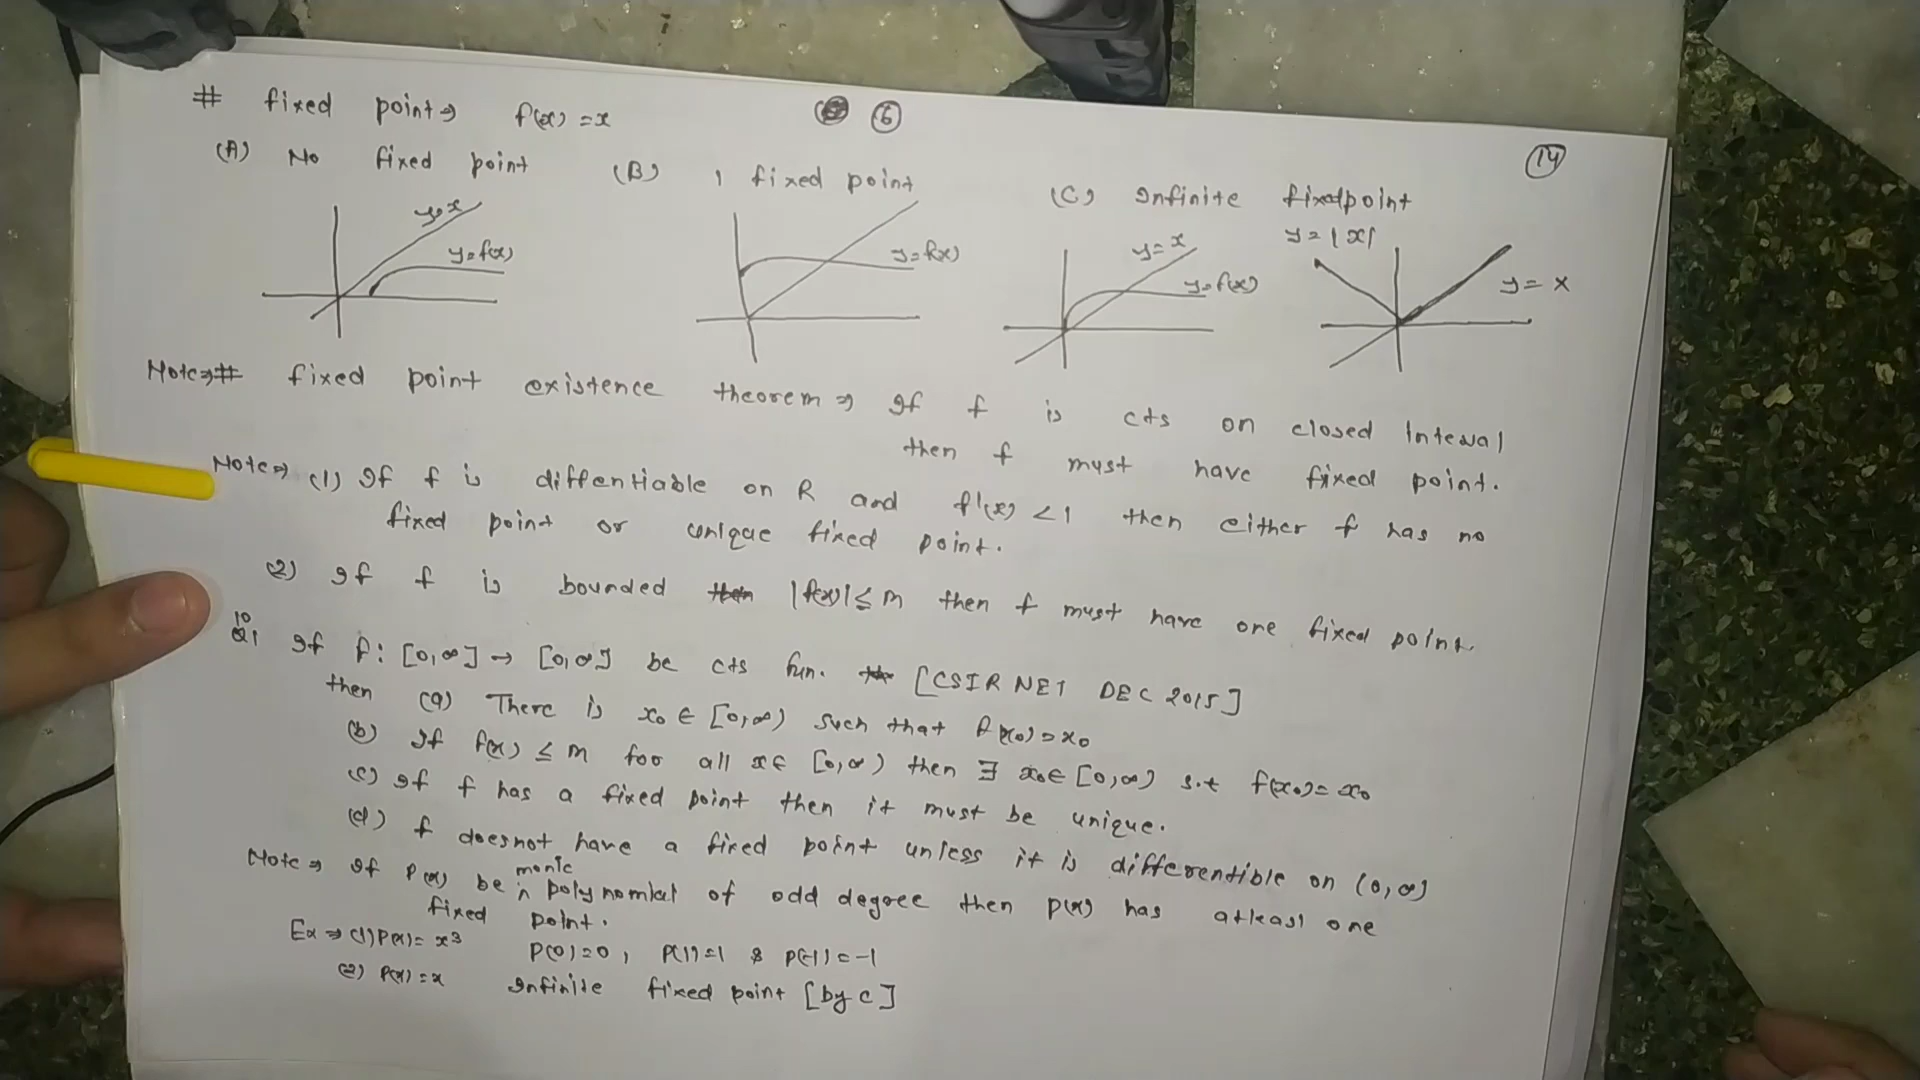 # fixed point ⇒ f(x) = x
6
14
(A) No fixed point (B) 1 fixed point (C) Infinite fixed point
y=x
y=f(x)
y=f(x)
y=x
y=f(x)
y=|x|
y=x
Note⇒# fixed point existence theorem ⇒ If f is cts on closed Interval
then f must have fixed point.
Note⇒ (1) If f is diffentiable on R and f'(x) <1 then either f has no
fixed point or unique fixed point.
(2) If f is bounded |f(x)| ≤ m then f must have one fixed point.
10
Q1 If f: [0,∞] → [0,∞] be cts fun. [CSIR NET DEC 2015]
then (a) There is x₀ ∈ [0,∞) such that f(x₀)=x₀
(b) If f(x) ≤ m for all x∈ [0,∞) then ∃ x₀∈ [0,∞) s.t f(x₀)= x₀
(c) If f has a fixed point then it must be unique.
(d) f doesnot have a fixed point unless it is differentible on (0,∞)
Note ⇒ If P(x) be monic polynomial of odd degree then p(x) has atleast one
fixed point.
Ex ⇒ (1) P(x)= x³ P(0)=0, P(1)=1 & P(-1)=-1
(2) P(x)=x Infinite fixed point [by c]